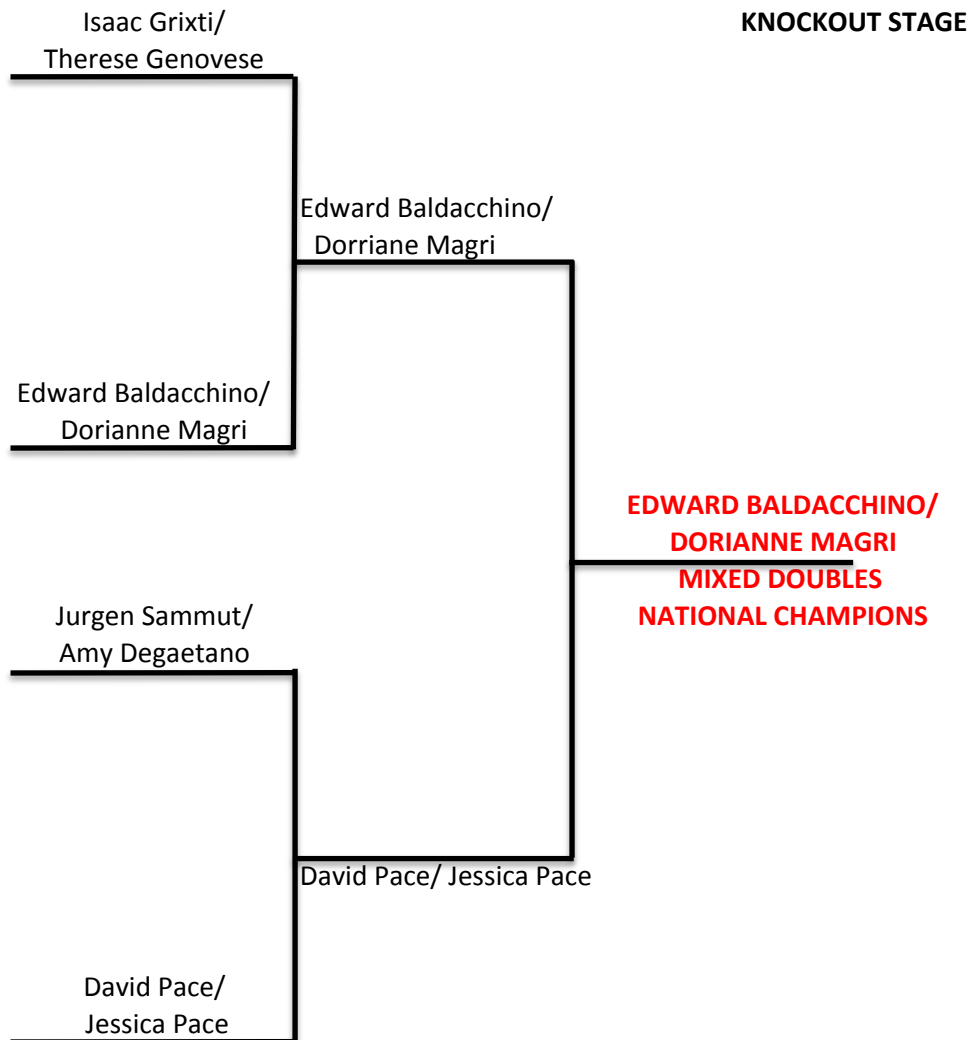 Isaac Grixti/
Therese Genovese
KNOCKOUT STAGE
Edward Baldacchino/
Dorriane Magri
Edward Baldacchino/
Dorianne Magri
EDWARD BALDACCHINO/
DORIANNE MAGRI
MIXED DOUBLES
NATIONAL CHAMPIONS
Jurgen Sammut/
Amy Degaetano
David Pace/ Jessica Pace
David Pace/
Jessica Pace